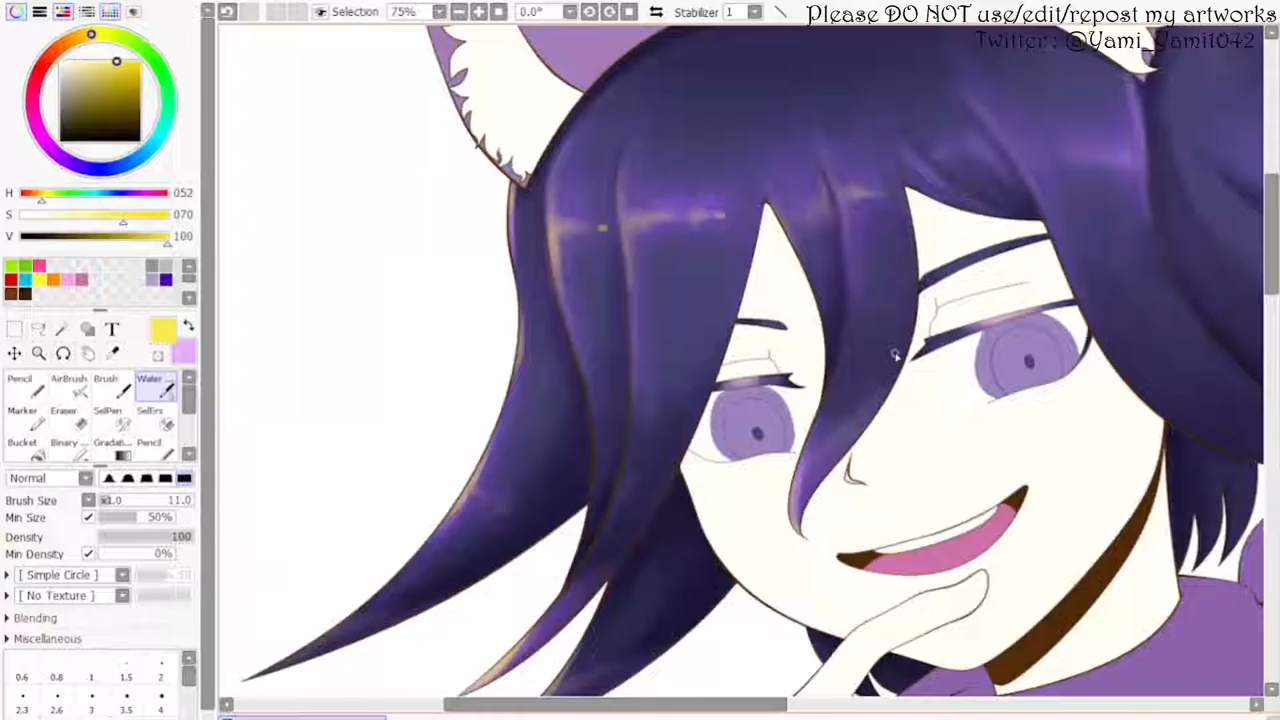 Please DO NOT use/edit/repost my artworks
Twitter : @Yami_Yami1042
Selection 75% 0.0° Stabilizer 1
H 052
S 070
V 100
T
Pencil AirBrush Brush Water ...
Marker Eraser SelPen SelErs
Bucket Binary ... Gradati... Pencil
Normal
Brush Size x1.0 11.0
Min Size 50%
Density 100
Min Density 0%
[ Simple Circle ]
[ No Texture ]
Blending
Miscellaneous
0.6 0.8 1 1.5 2
2.3 2.6 3 3.5 4